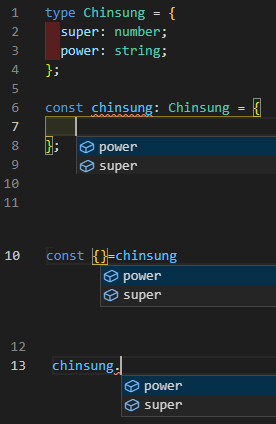 1 type Chinsung = {
2 super: number;
3 power: string;
4 };
5
6 const chinsung: Chinsung = {
7
power
8 };
super
9
10
11
10 const {}=chinsung
power
super
12
13 chinsung.
power
super